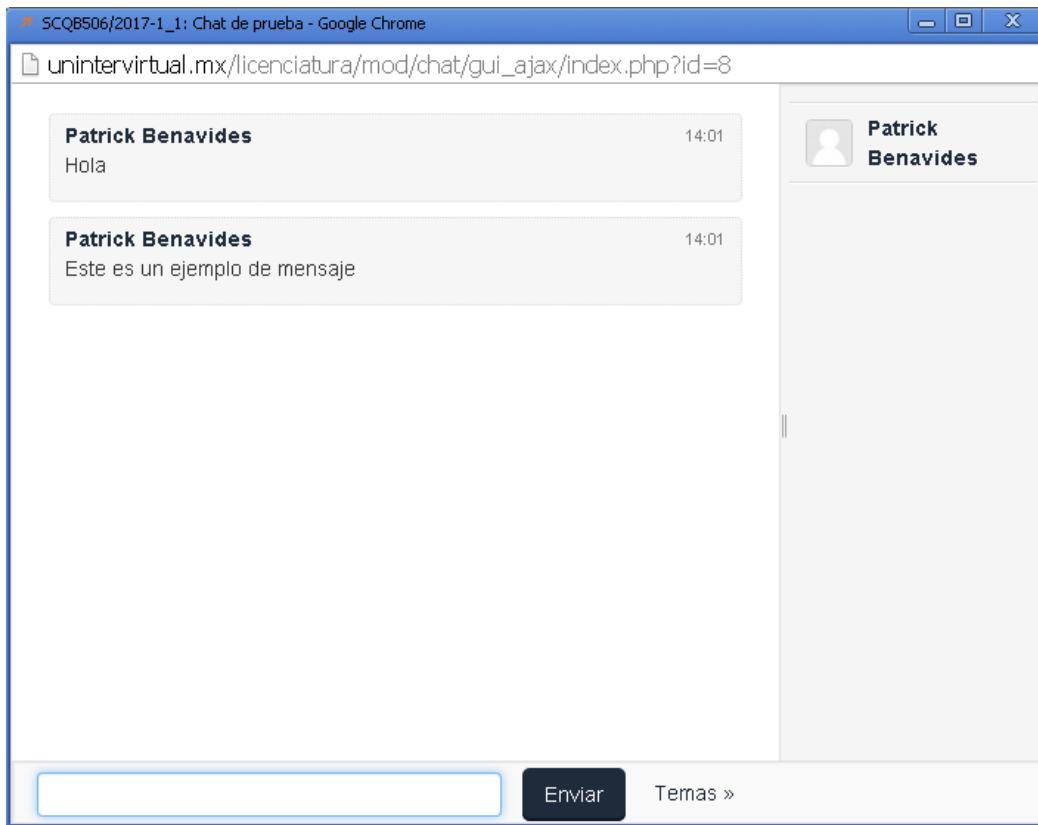 SCQB506/2017-1_1: Chat de prueba - Google Chrome
unintervirtual.mx/licenciatura/mod/chat/gui_ajax/index.php?id=8
Patrick Benavides 14:01
Hola
Patrick Benavides 14:01
Este es un ejemplo de mensaje
Patrick
Benavides
Enviar Temas »